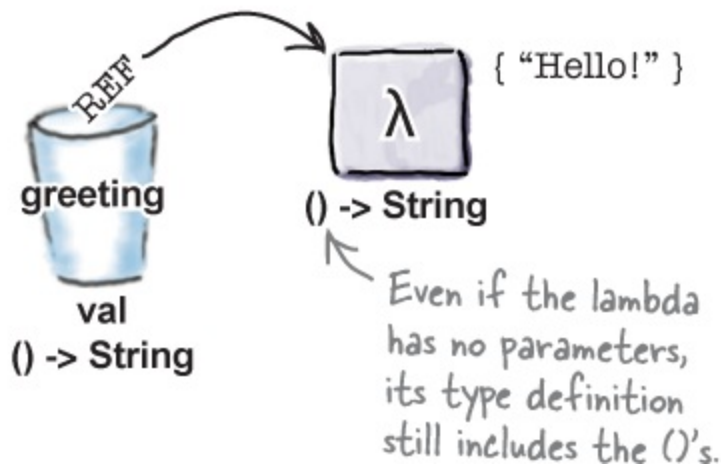 REF
greeting
val
() -> String
λ
{ “Hello!” }
() -> String
Even if the lambda
has no parameters,
its type definition
still includes the ()’s.